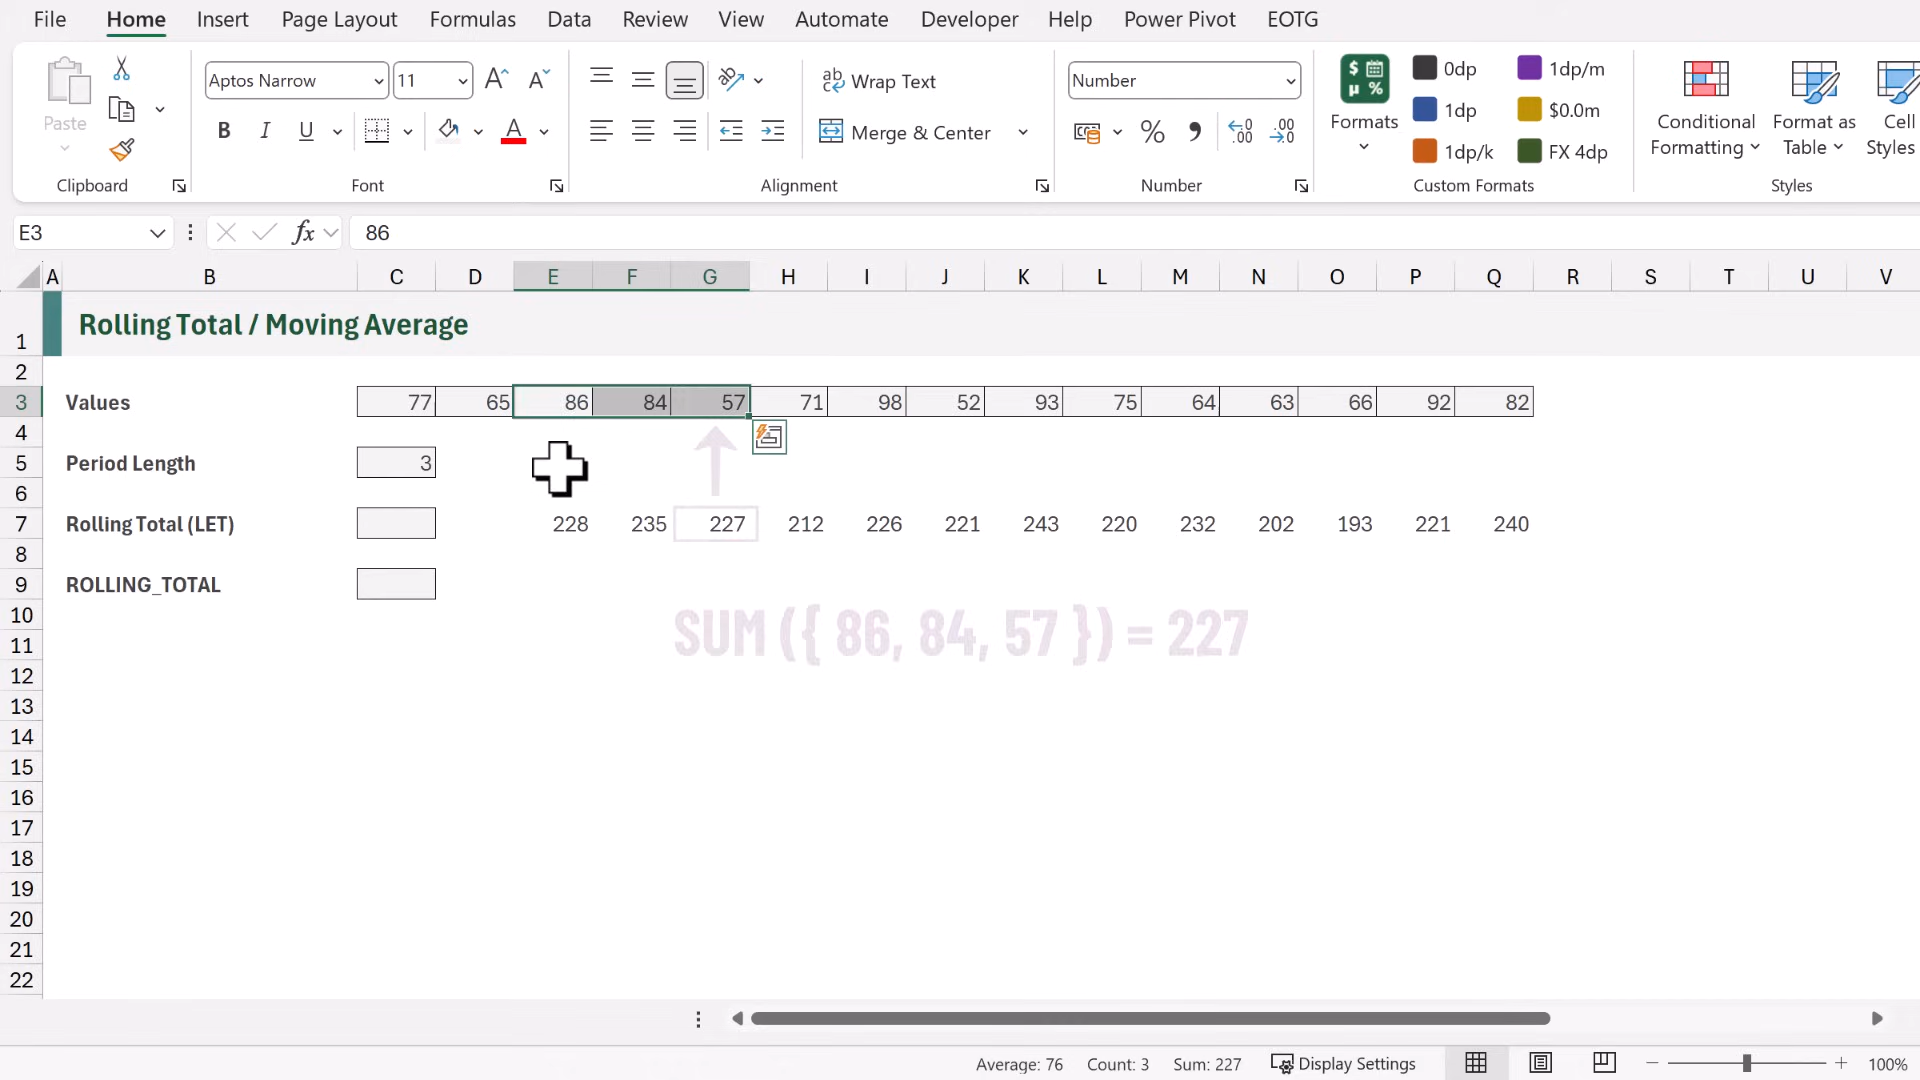 File Home Insert Page Layout Formulas Data Review View Automate Developer Help Power Pivot EOTG
Paste
Clipboard
Aptos Narrow 11
B I U A
Font
Wrap Text
Merge & Center
Alignment
Number
%
Number
Formats
0dp 1dp/m
1dp $0.0m
1dp/k FX 4dp
Custom Formats
Conditional Formatting
Format as Table
Cell Styles
Styles
E3 fx 86
A B C D E F G H I J K L M N O P Q R S T U V
1 Rolling Total / Moving Average
2
3 Values 77 65 86 84 57 71 98 52 93 75 64 63 66 92 82
4
5 Period Length 3
6
7 Rolling Total (LET) 228 235 227 212 226 221 243 220 232 202 193 221 240
8
9 ROLLING_TOTAL
10
SUM ({ 86, 84, 57 }) = 227
11
12
13
14
15
16
17
18
19
20
21
22
Average: 76 Count: 3 Sum: 227 Display Settings 100%